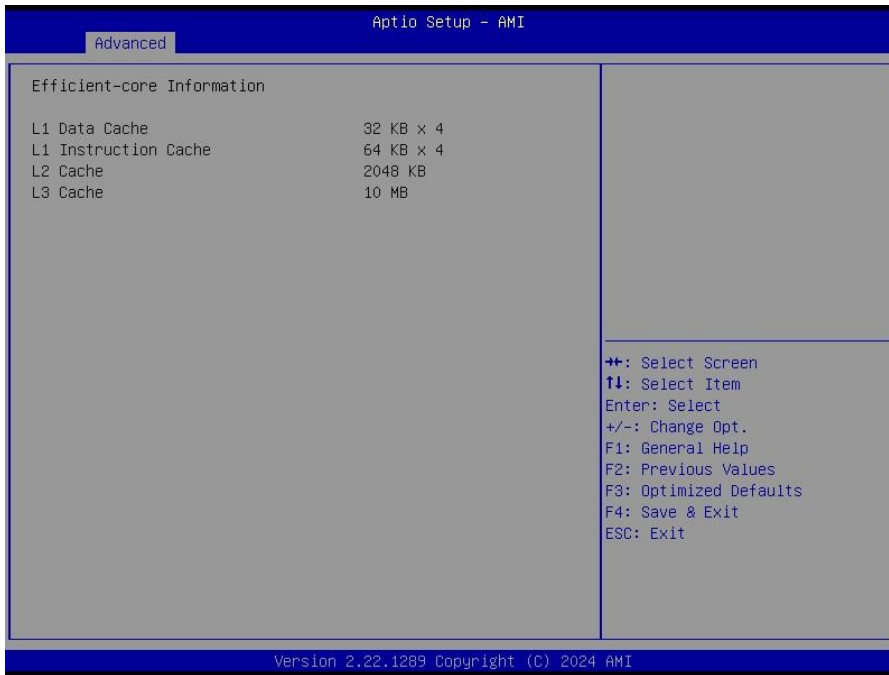 Aptio Setup - AMI
Advanced
Efficient-core Information
L1 Data Cache 32 KB x 4
L1 Instruction Cache 64 KB x 4
L2 Cache 2048 KB
L3 Cache 10 MB
→←: Select Screen
↑↓: Select Item
Enter: Select
+/-: Change Opt.
F1: General Help
F2: Previous Values
F3: Optimized Defaults
F4: Save & Exit
ESC: Exit
Version 2.22.1289 Copyright (C) 2024 AMI